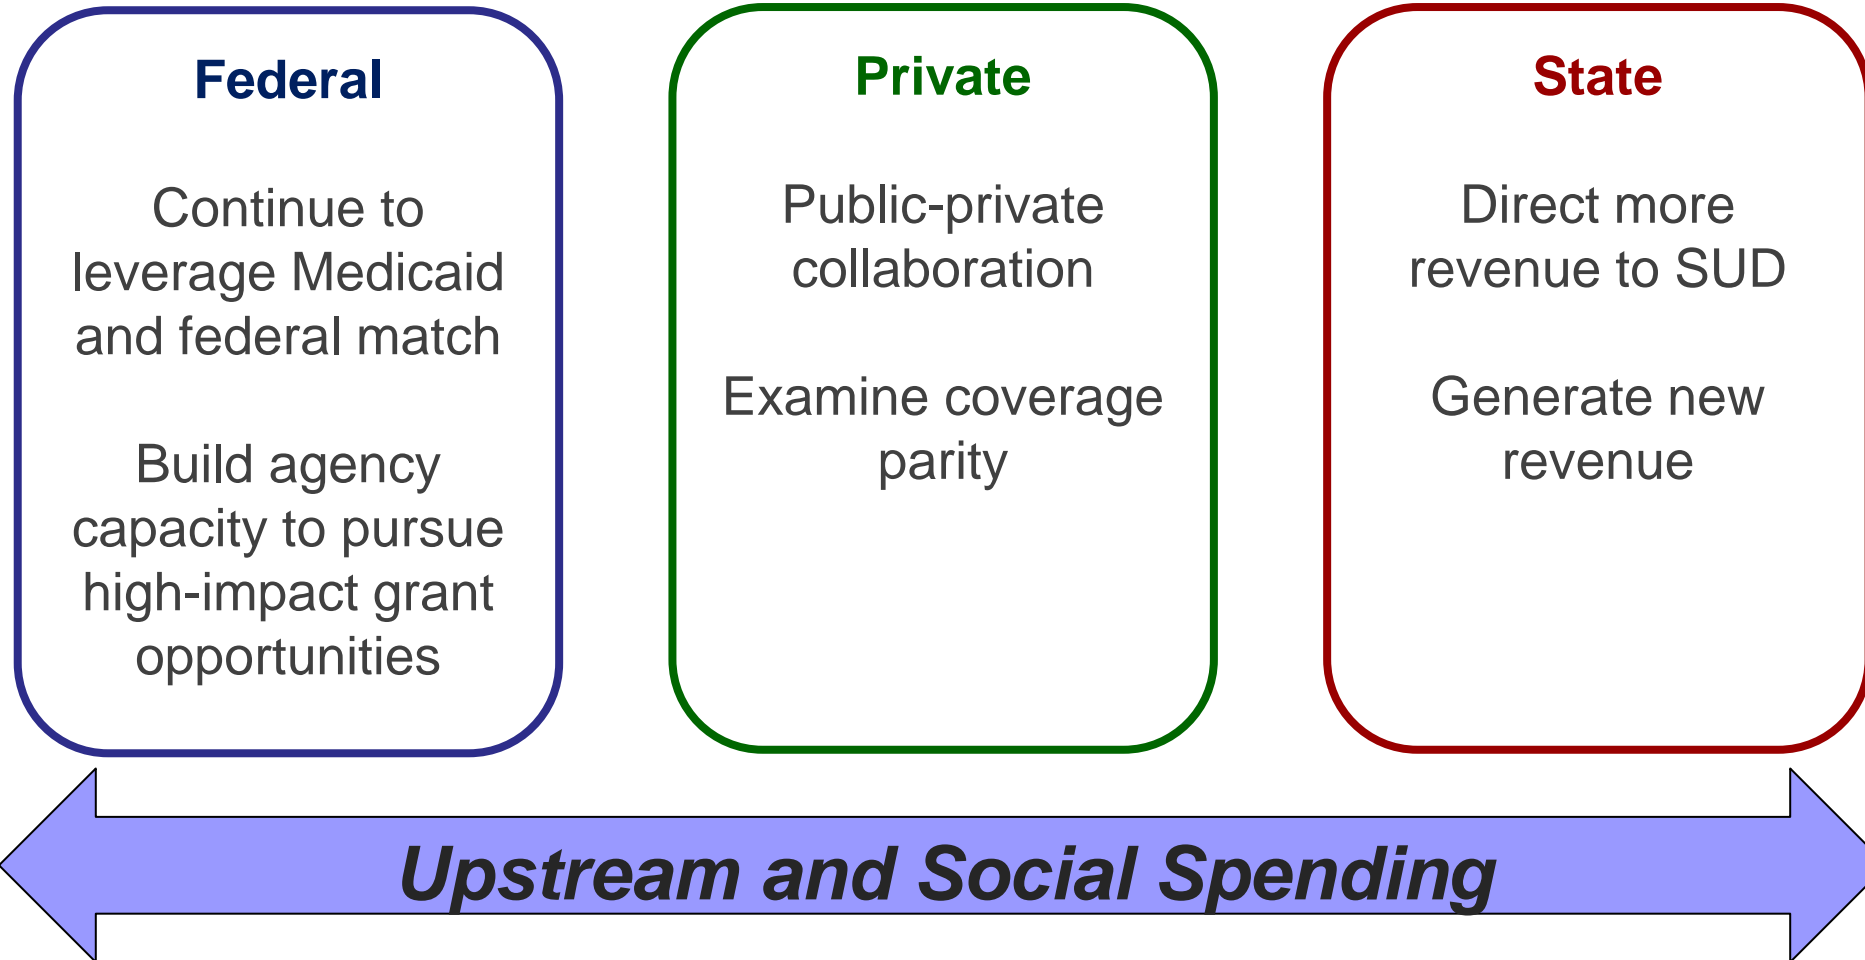 Federal
Continue to
leverage Medicaid
and federal match
Build agency
capacity to pursue
high-impact grant
opportunities
Private
Public-private
collaboration
Examine coverage
parity
State
Direct more
revenue to SUD
Generate new
revenue
Upstream and Social Spending